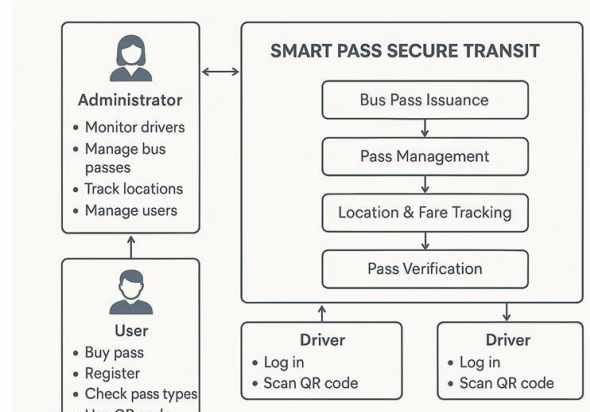 Administrator
• Monitor drivers
• Manage bus
passes
• Track locations
• Manage users
SMART PASS SECURE TRANSIT
Bus Pass Issuance
Pass Management
Location & Fare Tracking
Pass Verification
User
• Buy pass
• Register
• Check pass types
Driver
• Log in
• Scan QR code
Driver
• Log in
• Scan QR code